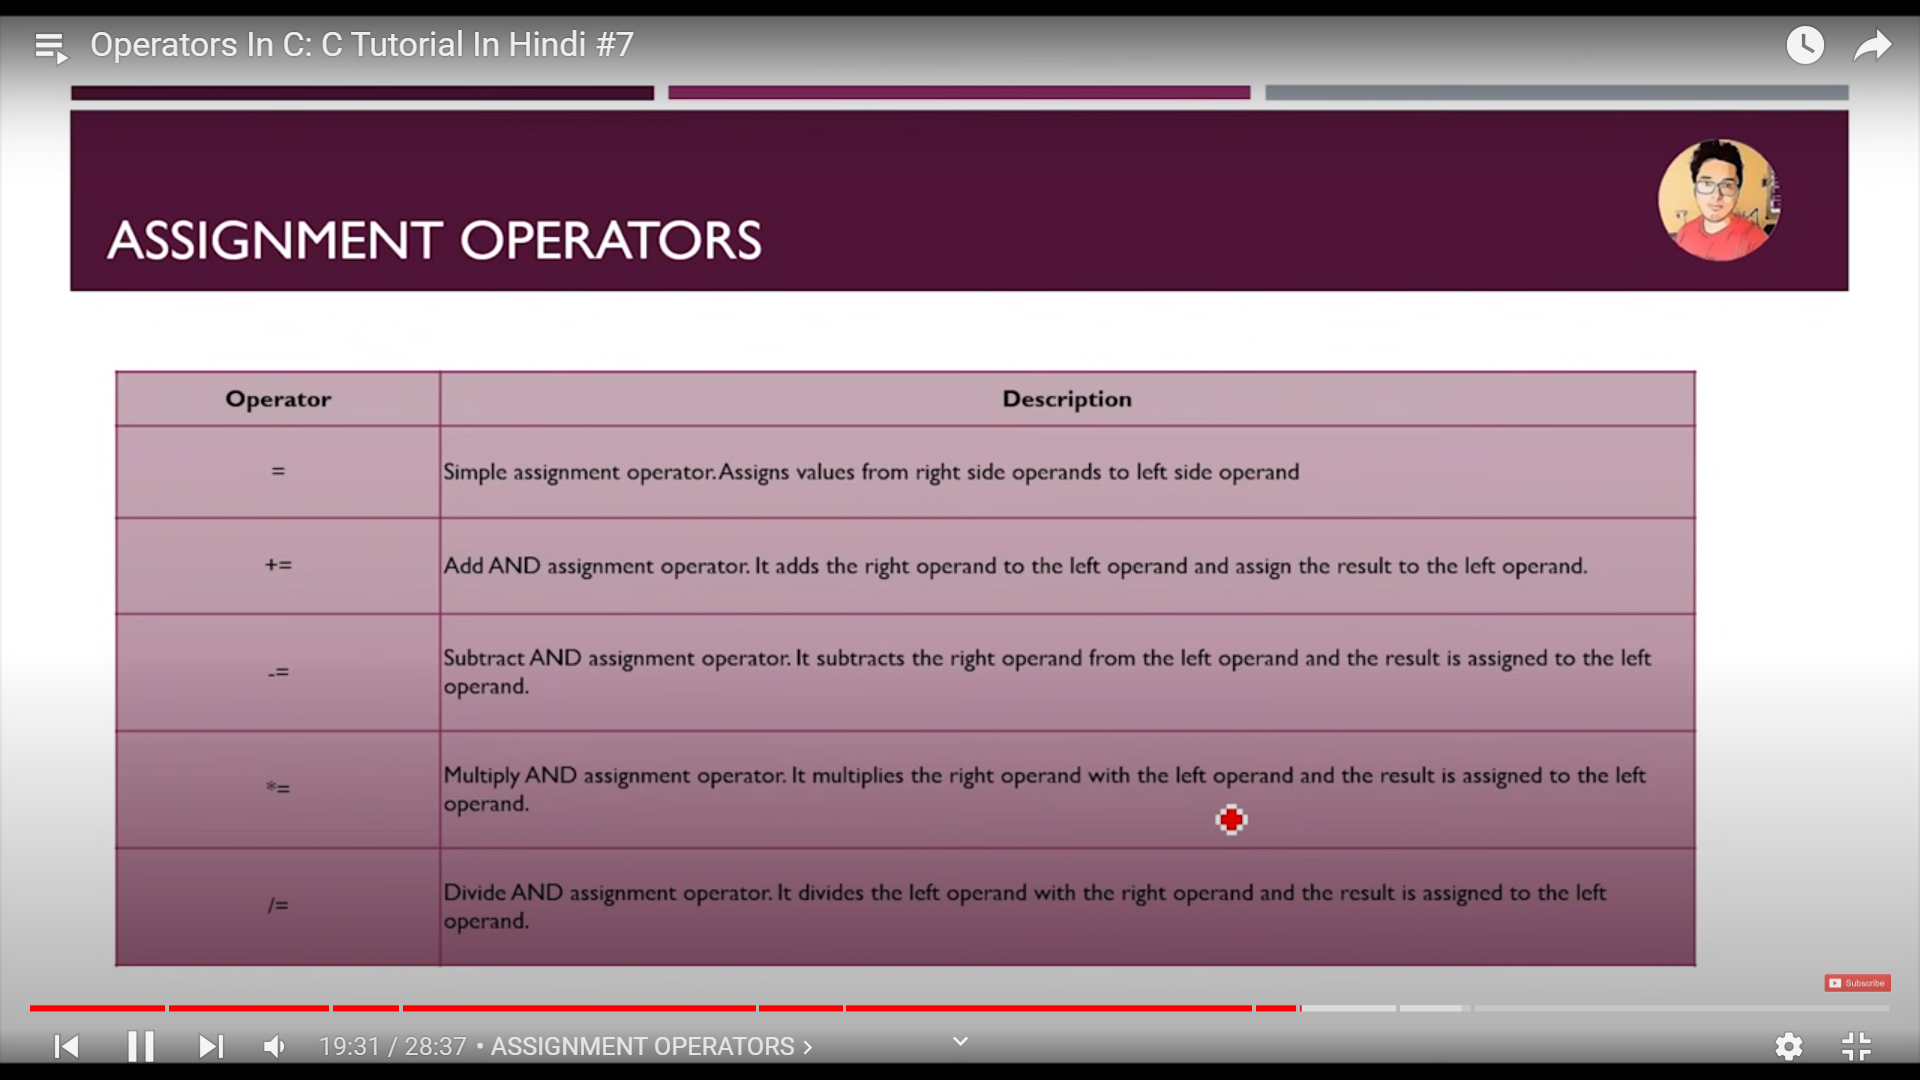 Operators In C: C Tutorial In Hindi #7
ASSIGNMENT OPERATORS
Operator
Description
=
Simple assignment operator. Assigns values from right side operands to left side operand
+=
Add AND assignment operator. It adds the right operand to the left operand and assign the result to the left operand.
-=
Subtract AND assignment operator. It subtracts the right operand from the left operand and the result is assigned to the left
operand.
*=
Multiply AND assignment operator. It multiplies the right operand with the left operand and the result is assigned to the left
operand.
/=
Divide AND assignment operator. It divides the left operand with the right operand and the result is assigned to the left
operand.
Subscribe
19:31 / 28:37 • ASSIGNMENT OPERATORS >